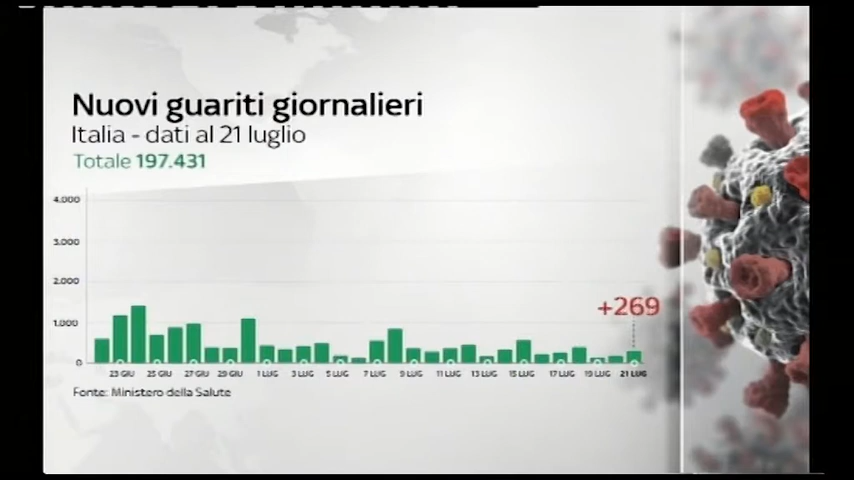 Nuovi guariti giornalieri
Italia - dati al 21 luglio
Totale 197.431
4.000
3.000
2.000
1.000
0
+269
23 GIU 25 GIU 27 GIU 29 GIU 1 LUG 3 LUG 5 LUG 7 LUG 9 LUG 11 LUG 13 LUG 15 LUG 17 LUG 19 LUG 21 LUG
Fonte: Ministero della Salute